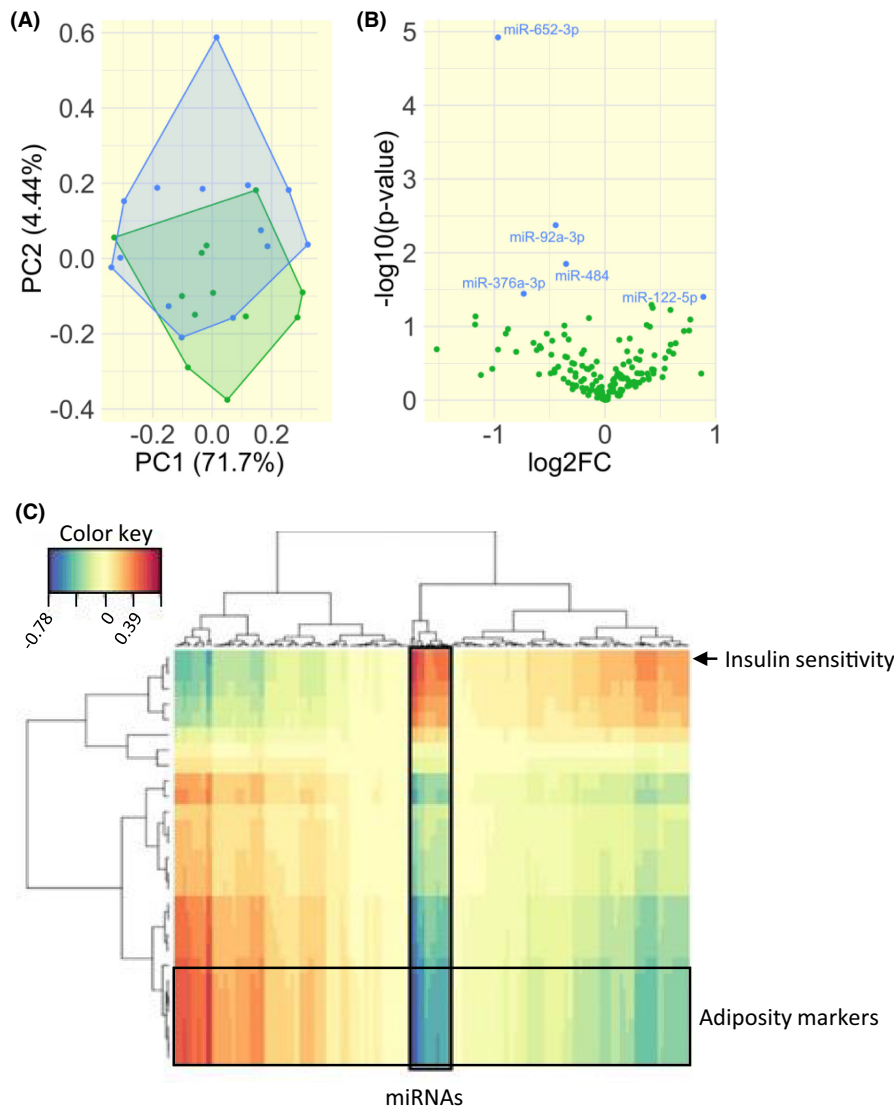 (A)
0.6
0.4
0.2
0.0
-0.2
-0.4
PC2 (4.44%)
-0.2
0.0
0.2
PC1 (71.7%)
(B)
5
4
3
2
1
0
-log10(p-value)
miR-652-3p
miR-92a-3p
miR-484
miR-376a-3p
miR-122-5p
-1
0
1
log2FC
(C)
Color key
-0.78
0
0.39
Insulin sensitivity
Adiposity markers
miRNAs